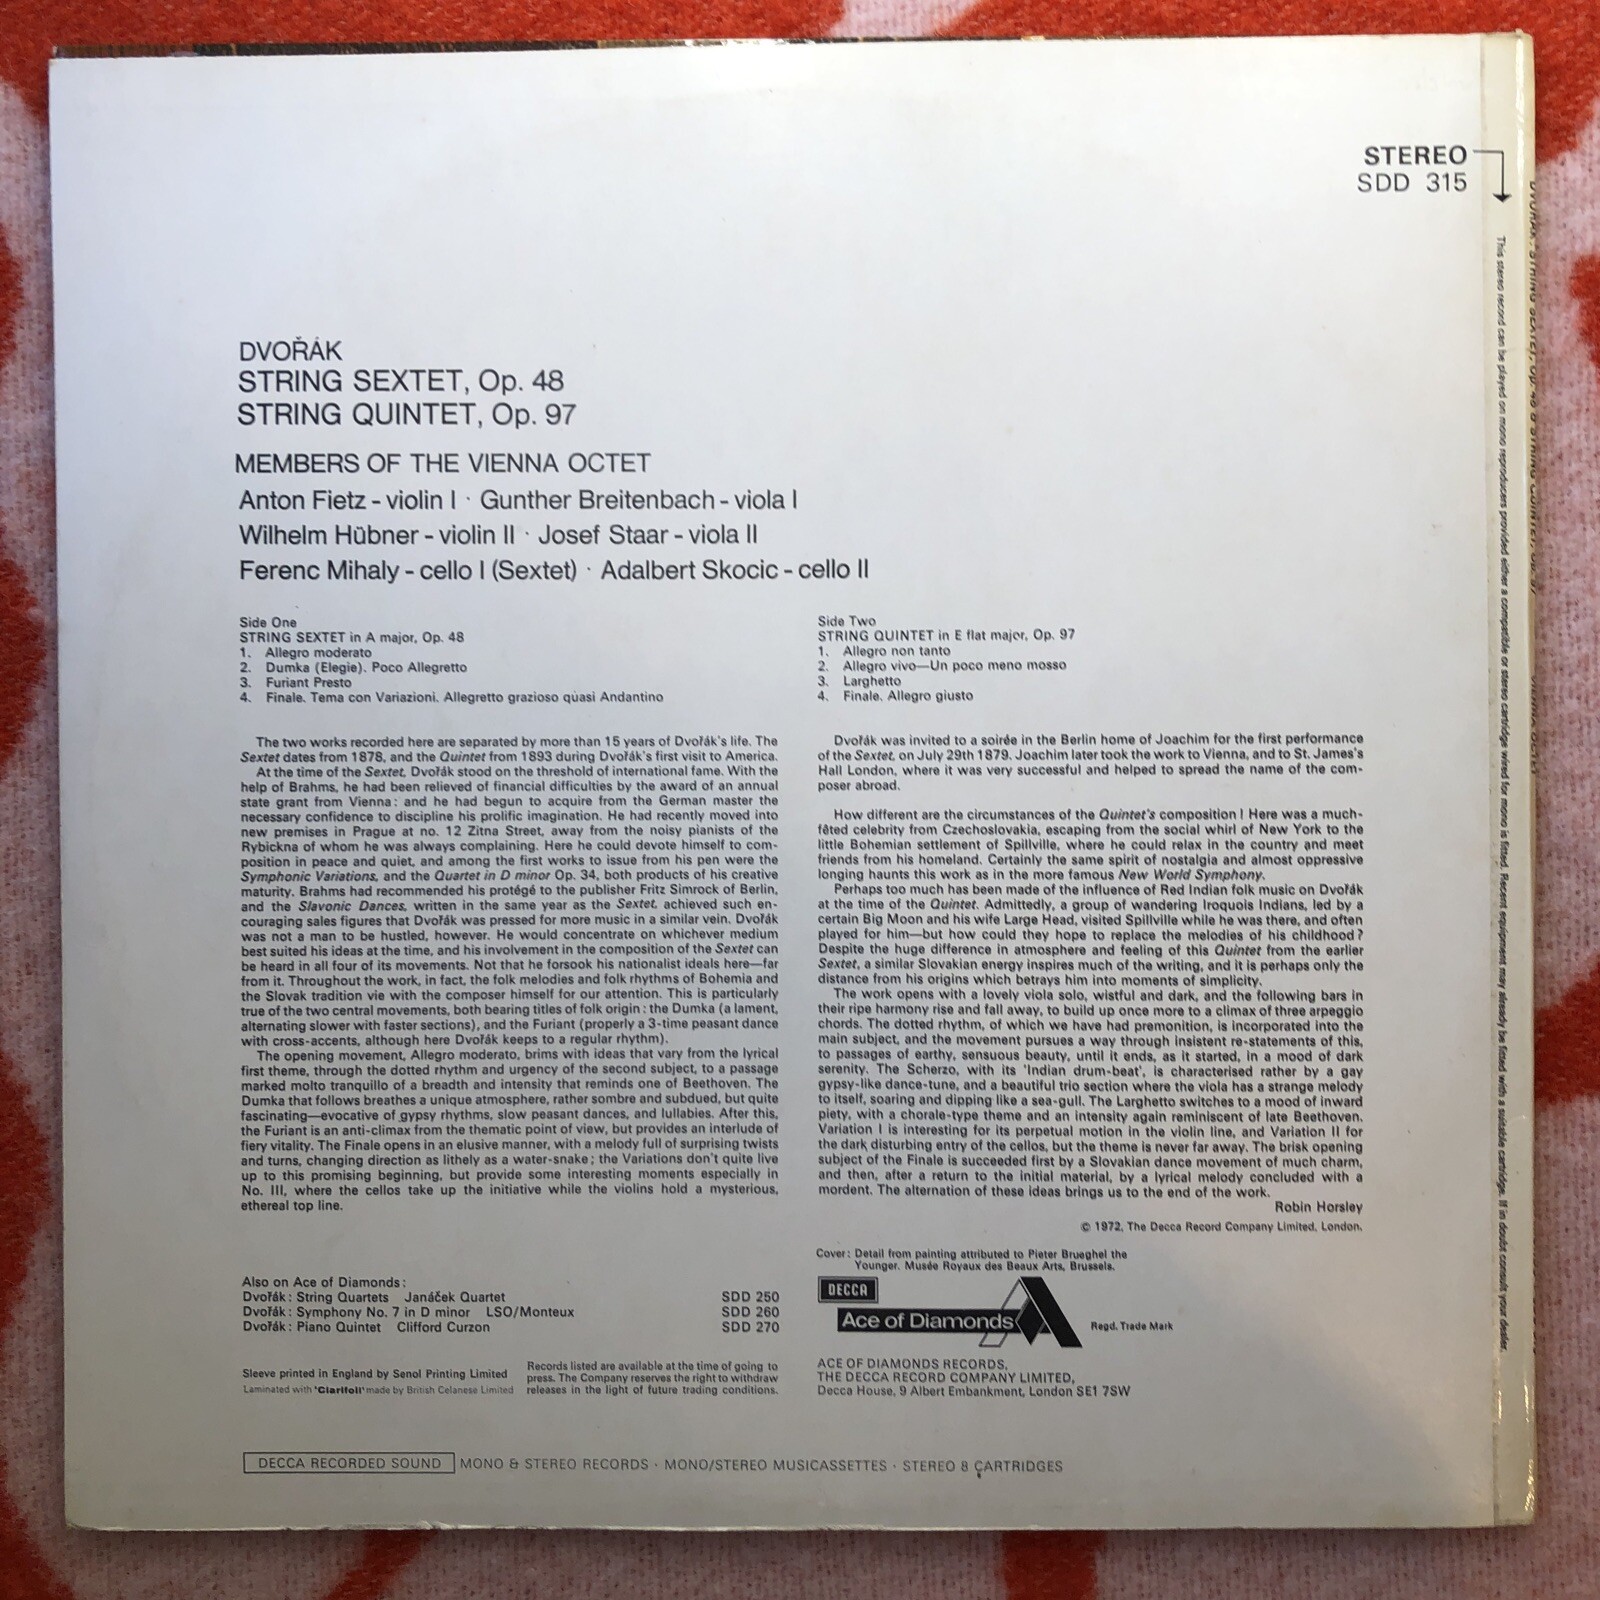 STEREO
SDD 315
DVOŘÁK
STRING SEXTET, Op. 48
STRING QUINTET, Op. 97
MEMBERS OF THE VIENNA OCTET
Anton Fietz - violin I · Gunther Breitenbach - viola I
Wilhelm Hübner - violin II · Josef Staar - viola II
Ferenc Mihaly - cello I (Sextet) · Adalbert Skocic - cello II
Side One
STRING SEXTET in A major, Op. 48
1. Allegro moderato
2. Dumka (Elegie). Poco Allegretto
3. Furiant Presto
4. Finale. Tema con Variazioni. Allegretto grazioso quasi Andantino
Side Two
STRING QUINTET in E flat major, Op. 97
1. Allegro non tanto
2. Allegro vivo—Un poco meno mosso
3. Larghetto
4. Finale. Allegro giusto
The two works recorded here are separated by more than 15 years of Dvořák's life. The
Sextet dates from 1878, and the Quintet from 1893 during Dvořák's first visit to America.
At the time of the Sextet, Dvořák stood on the threshold of international fame. With the
help of Brahms, he had been relieved of financial difficulties by the award of an annual
state grant from Vienna: and he had begun to acquire from the German master the
necessary confidence to discipline his prolific imagination. He had recently moved into
new premises in Prague at no. 12 Zitna Street, away from the noisy pianists of the
Rybickna of whom he was always complaining. Here he could devote himself to com-
position in peace and quiet, and among the first works to issue from his pen were the
Symphonic Variations, and the Quartet in D minor Op. 34, both products of his creative
maturity. Brahms had recommended his protégé to the publisher Fritz Simrock of Berlin,
and the Slavonic Dances, written in the same year as the Sextet, achieved such en-
couraging sales figures that Dvořák was pressed for more music in a similar vein. Dvořák
was not a man to be hustled, however. He would concentrate on whichever medium
best suited his ideas at the time, and his involvement in the composition of the Sextet can
be heard in all four of its movements. Not that he forsook his nationalist ideals here—far
from it. Throughout the work, in fact, the folk melodies and folk rhythms of Bohemia and
the Slovak tradition vie with the composer himself for our attention. This is particularly
true of the two central movements, both bearing titles of folk origin: the Dumka (a lament,
alternating slower with faster sections), and the Furiant (properly a 3-time peasant dance
with cross-accents, although here Dvořák keeps to a regular rhythm).
The opening movement, Allegro moderato, brims with ideas that vary from the lyrical
first theme, through the dotted rhythm and urgency of the second subject, to a passage
marked molto tranquillo of a breadth and intensity that reminds one of Beethoven. The
Dumka that follows breathes a unique atmosphere, rather sombre and subdued, but quite
fascinating—evocative of gypsy rhythms, slow peasant dances, and lullabies. After this,
the Furiant is an anti-climax from the thematic point of view, but provides an interlude of
fiery vitality. The Finale opens in an elusive manner, with a melody full of surprising twists
and turns, changing direction as lithely as a water-snake; the Variations don't quite live
up to this promising beginning, but provide some interesting moments especially in
No. III, where the cellos take up the initiative while the violins hold a mysterious,
ethereal top line.
Dvořák was invited to a soirée in the Berlin home of Joachim for the first performance
of the Sextet, on July 29th 1879. Joachim later took the work to Vienna, and to St. James's
Hall London, where it was very successful and helped to spread the name of the com-
poser abroad.
How different are the circumstances of the Quintet's composition! Here was a much-
fêted celebrity from Czechoslovakia, escaping from the social whirl of New York to the
little Bohemian settlement of Spillville, where he could relax in the country and meet
friends from his homeland. Certainly the same spirit of nostalgia and almost oppressive
longing haunts this work as in the more famous New World Symphony.
Perhaps too much has been made of the influence of Red Indian folk music on Dvořák
at the time of the Quintet. Admittedly, a group of wandering Iroquois Indians, led by a
certain Big Moon and his wife Large Head, visited Spillville while he was there, and often
played for him—but how could they hope to replace the melodies of his childhood?
Despite the huge difference in atmosphere and feeling of this Quintet from the earlier
Sextet, a similar Slovakian energy inspires much of the writing, and it is perhaps only the
distance from his origins which betrays him into moments of simplicity.
The work opens with a lovely viola solo, wistful and dark, and the following bars in
their ripe harmony rise and fall away, to build up once more to a climax of three arpeggio
chords. The dotted rhythm, of which we have had premonition, is incorporated into the
main subject, and the movement pursues a way through insistent re-statements of this,
to passages of earthy, sensuous beauty, until it ends, as it started, in a mood of dark
serenity. The Scherzo, with its 'Indian drum-beat', is characterised rather by a gay
gypsy-like dance-tune, and a beautiful trio section where the viola has a strange melody
to itself, soaring and dipping like a sea-gull. The Larghetto switches to a mood of inward
piety, with a chorale-type theme and an intensity again reminiscent of late Beethoven.
Variation I is interesting for its perpetual motion in the violin line, and Variation II for
the dark disturbing entry of the cellos, but the theme is never far away. The brisk opening
subject of the Finale is succeeded first by a Slovakian dance movement of much charm,
and then, after a return to the initial material, by a lyrical melody concluded with a
mordent. The alternation of these ideas brings us to the end of the work.
Robin Horsley
© 1972, The Decca Record Company Limited, London.
Cover: Detail from painting attributed to Pieter Brueghel the
Younger. Musée Royaux des Beaux Arts, Brussels.
Also on Ace of Diamonds:
Dvořák: String Quartets Janáček Quartet SDD 250
Dvořák: Symphony No. 7 in D minor LSO/Monteux SDD 260
Dvořák: Piano Quintet Clifford Curzon SDD 270
DECCA
Ace of Diamonds
Regd. Trade Mark
Sleeve printed in England by Senol Printing Limited
Laminated with 'Clarifoil' made by British Celanese Limited
Records listed are available at the time of going to
press. The Company reserves the right to withdraw
releases in the light of future trading conditions.
ACE OF DIAMONDS RECORDS,
THE DECCA RECORD COMPANY LIMITED,
Decca House, 9 Albert Embankment, London SE1 7SW
DECCA RECORDED SOUND MONO & STEREO RECORDS · MONO/STEREO MUSICASSETTES · STEREO 8 CARTRIDGES
This stereo record can be played on mono reproducers provided either a compatible or stereo cartridge wired for mono is fitted. Recent equipment may already be fitted with a suitable cartridge. If in doubt consult your dealer.
DVOŘÁK: STRING SEXTET, Op. 48 & STRING QUINTET, Op. 97